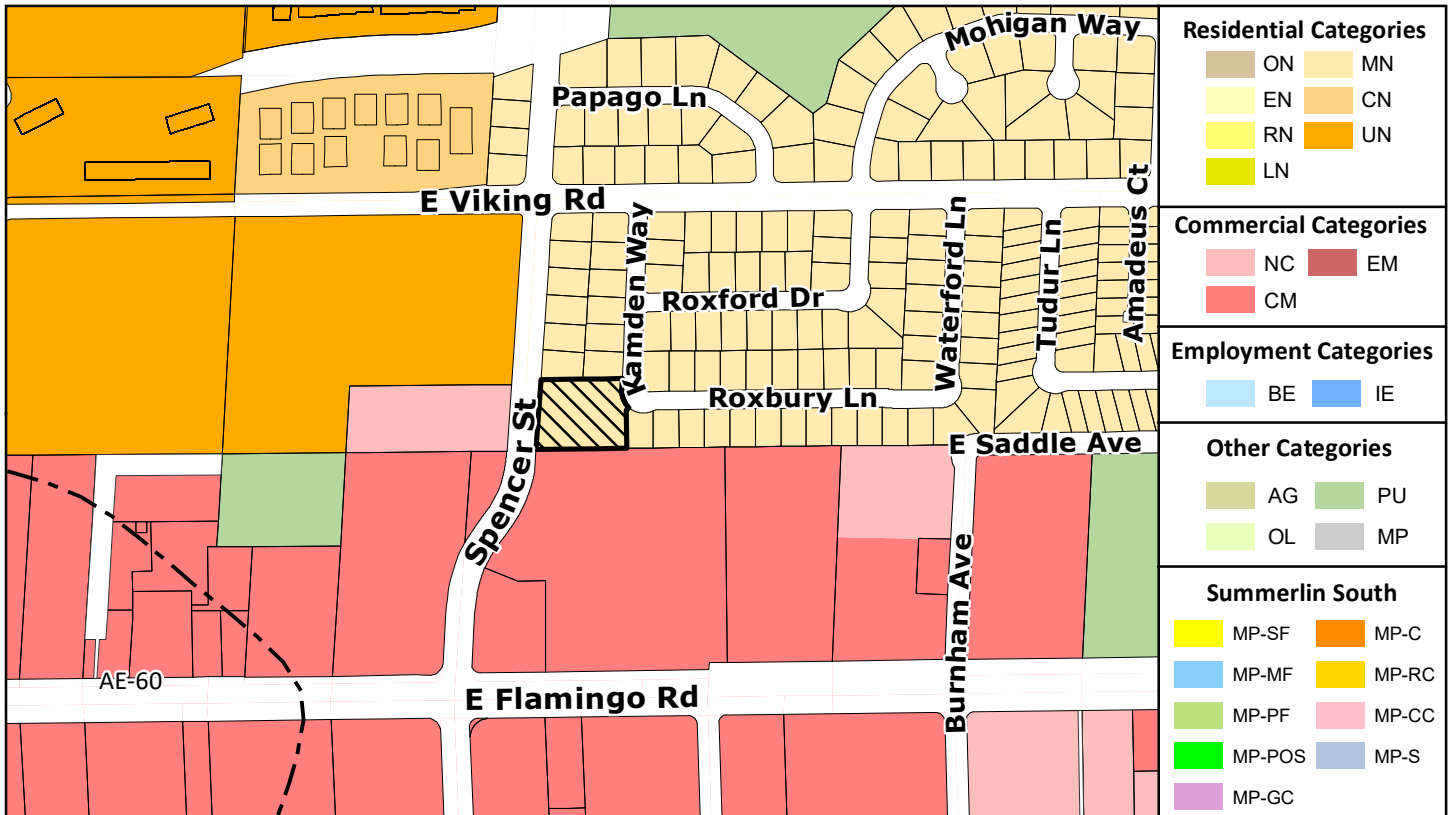 Mohigan Way
Papago Ln
E Viking Rd
Kamden Way
Waterford Ln
Tudur Ln
Amadeus Ct
Roxford Dr
Roxbury Ln
Spencer St
E Saddle Ave
Burnham Ave
AE-60
E Flamingo Rd
Residential Categories
ON MN
EN CN
RN UN
LN
Commercial Categories
NC EM
CM
Employment Categories
BE IE
Other Categories
AG PU
OL MP
Summerlin South
MP-SF MP-C
MP-MF MP-RC
MP-PF MP-CC
MP-POS MP-S
MP-GC